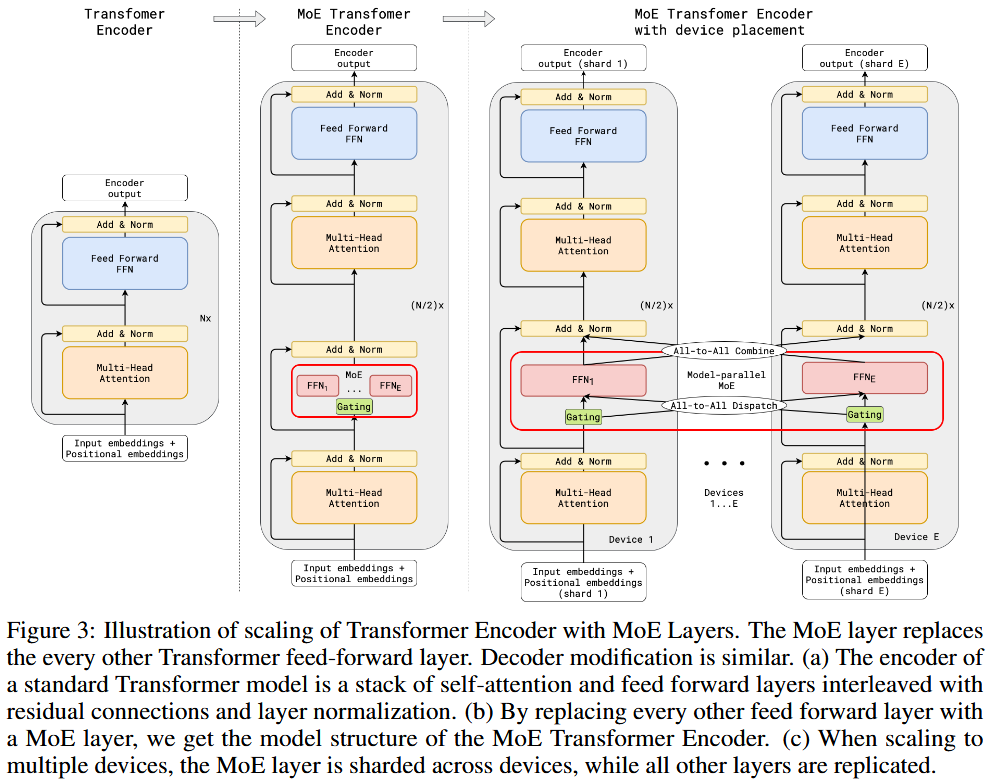 Transfomer
Encoder
MoE Transfomer
Encoder
MoE Transfomer Encoder
with device placement
Encoder
output
Add & Norm
Feed Forward
FFN
Add & Norm
Multi-Head
Attention
Nx
Input embeddings +
Positional embeddings
Encoder
output
Add & Norm
Feed Forward
FFN
Add & Norm
Multi-Head
Attention
(N/2)x
Add & Norm
MoE
FFN1
...
FFNE
Gating
Add & Norm
Multi-Head
Attention
Input embeddings +
Positional embeddings
Encoder
output (shard 1)
Add & Norm
Feed Forward
FFN
Add & Norm
Multi-Head
Attention
(N/2)x
Add & Norm
FFN1
Gating
Add & Norm
Multi-Head
Attention
Device 1
Input embeddings +
Positional embeddings
(shard 1)
All-to-All Combine
Model-parallel
MoE
All-to-All Dispatch
Devices
1...E
Encoder
output (shard E)
Add & Norm
Feed Forward
FFN
Add & Norm
Multi-Head
Attention
(N/2)x
Add & Norm
FFNE
Gating
Add & Norm
Multi-Head
Attention
Device E
Input embeddings +
Positional embeddings
(shard E)
Figure 3: Illustration of scaling of Transformer Encoder with MoE Layers. The MoE layer replaces
the every other Transformer feed-forward layer. Decoder modification is similar. (a) The encoder of
a standard Transformer model is a stack of self-attention and feed forward layers interleaved with
residual connections and layer normalization. (b) By replacing every other feed forward layer with
a MoE layer, we get the model structure of the MoE Transformer Encoder. (c) When scaling to
multiple devices, the MoE layer is sharded across devices, while all other layers are replicated.